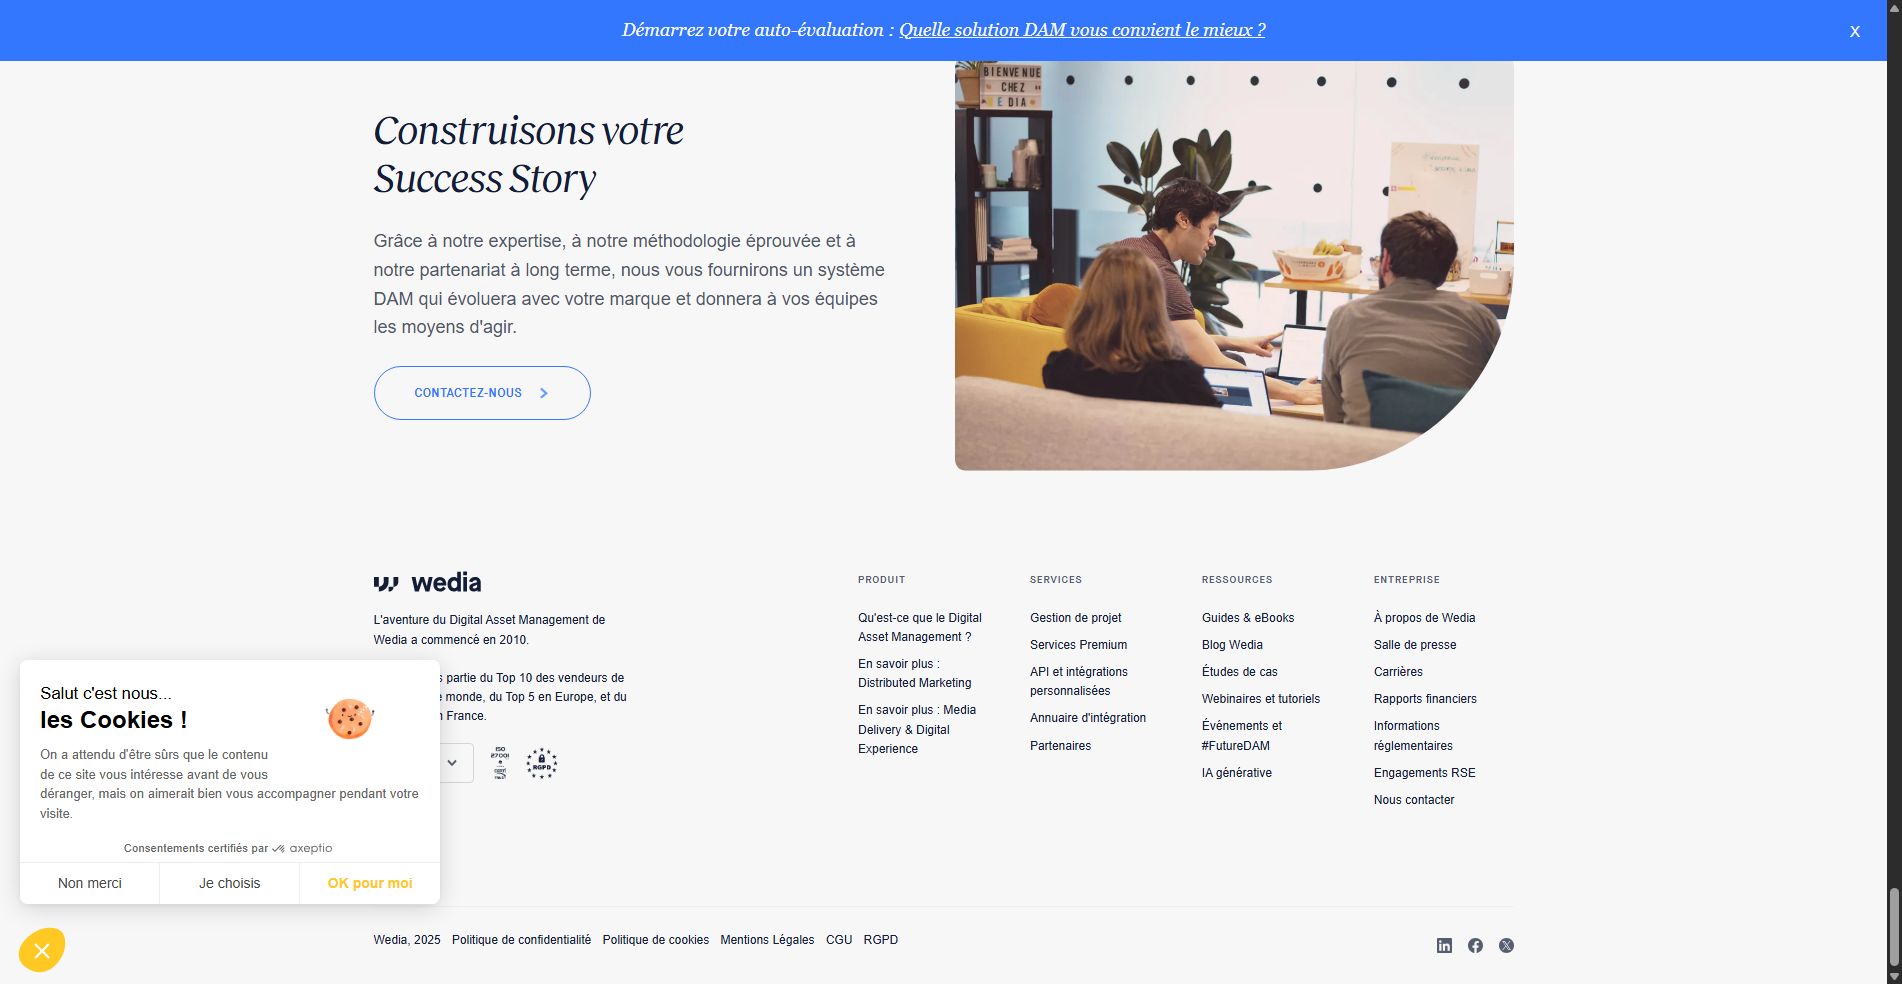 Démarrez votre auto-évaluation : Quelle solution DAM vous convient le mieux ?
X
BIENVENUE
CHEZ
WEDIA
Construisons votre
Success Story
Grâce à notre expertise, à notre méthodologie éprouvée et à
notre partenariat à long terme, nous vous fournirons un système
DAM qui évoluera avec votre marque et donnera à vos équipes
les moyens d'agir.
CONTACTEZ-NOUS
wedia
L'aventure du Digital Asset Management de
Wedia a commencé en 2010.
partie du Top 10 des vendeurs de
monde, du Top 5 en Europe, et du
France.
ISO
27001
RGPD
PRODUIT
Qu'est-ce que le Digital
Asset Management ?
En savoir plus :
Distributed Marketing
En savoir plus : Media
Delivery & Digital
Experience
SERVICES
Gestion de projet
Services Premium
API et intégrations
personnalisées
Annuaire d'intégration
Partenaires
RESSOURCES
Guides & eBooks
Blog Wedia
Études de cas
Webinaires et tutoriels
Événements et
#FutureDAM
IA générative
ENTREPRISE
À propos de Wedia
Salle de presse
Carrières
Rapports financiers
Informations
réglementaires
Engagements RSE
Nous contacter
Salut c'est nous...
les Cookies !
On a attendu d'être sûrs que le contenu
de ce site vous intéresse avant de vous
déranger, mais on aimerait bien vous accompagner pendant votre
visite.
Consentements certifiés par axeptio
Non merci
Je choisis
OK pour moi
Wedia, 2025 Politique de confidentialité Politique de cookies Mentions Légales CGU RGPD